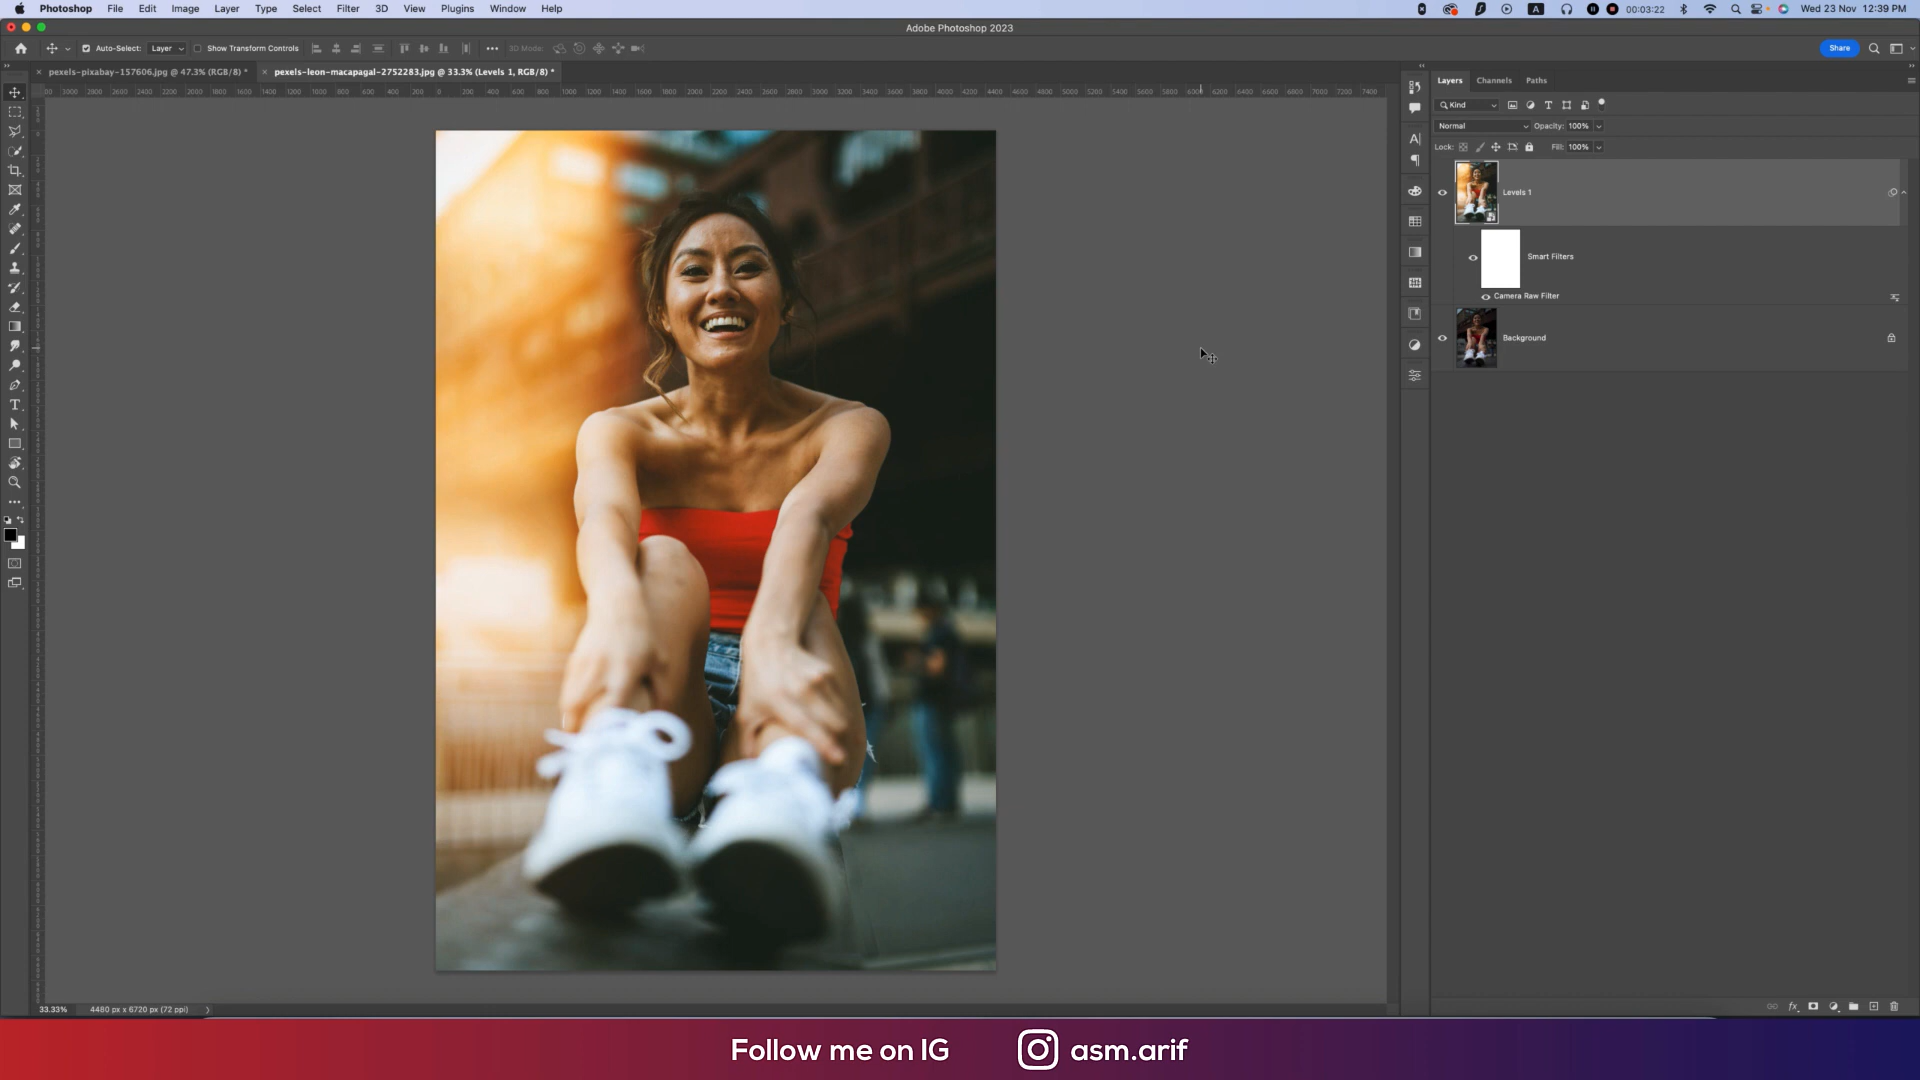 Photoshop File Edit Image Layer Type Select Filter 3D View Plugins Window Help
00:03:22 Wed 23 Nov 12:39 PM
Adobe Photoshop 2023
Auto-Select: Layer Show Transform Controls 3D Mode: Share
pexels-pixabay-157606.jpg @ 47.3% (RGB/8) * pexels-leon-macapagal-2752283.jpg @ 33.3% (Levels 1, RGB/8) *
Layers Channels Paths
Kind
Normal Opacity: 100%
Lock: Fill: 100%
Levels 1
Smart Filters
Camera Raw Filter
Background
33.33% 4480 px x 6720 px (72 ppi)
Follow me on IG asm.arif